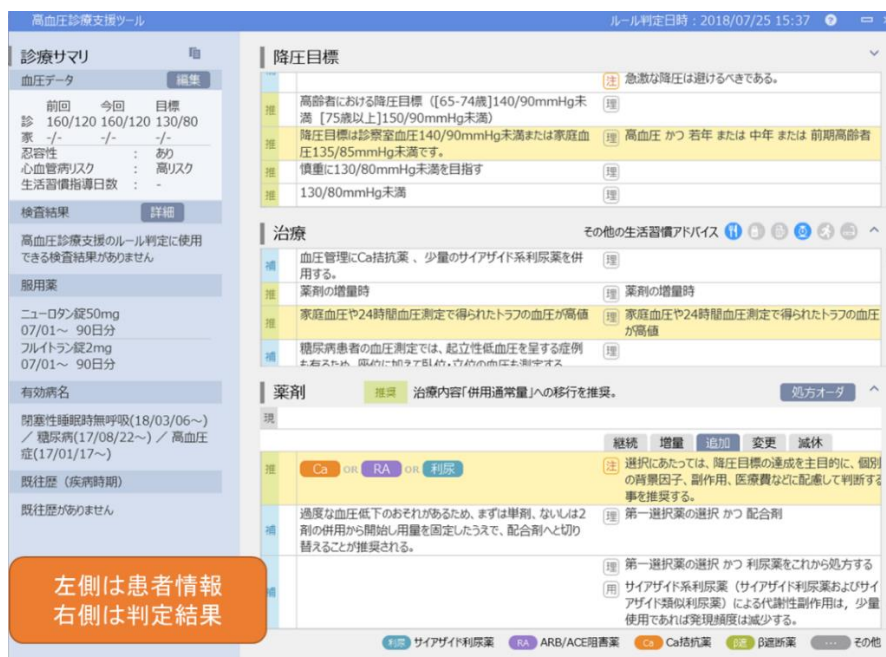 高血圧診療支援ツール
ルール判定日時：2018/07/25 15:37
診療サマリ
血圧データ
編集
前回 今回 目標
診 160/120 160/120 130/80
家 -/- -/- -/-
忍容性 : あり
心血管病リスク : 高リスク
生活習慣指導日数 : -
検査結果
詳細
高血圧診療支援のルール判定に使用
できる検査結果がありません
服用薬
ニューロタン錠50mg
07/01～ 90日分
フルイトラン錠2mg
07/01～ 90日分
有効病名
閉塞性睡眠時無呼吸(18/03/06～)
／ 糖尿病(17/08/22～) ／ 高血圧
症(17/01/17～)
既往歴（疾病時期）
既往歴がありません
左側は患者情報
右側は判定結果
降圧目標
注 急激な降圧は避けるべきである。
推 高齢者における降圧目標（[65-74歳]140/90mmHg未
満 [75歳以上]150/90mmHg未満）
理
推 降圧目標は診察室血圧140/90mmHg未満または家庭血
圧135/85mmHg未満です。
理 高血圧 かつ 若年 または 中年 または 前期高齢者
推 慎重に130/80mmHg未満を目指す
理
推 130/80mmHg未満
理
治療
その他の生活習慣アドバイス
補 血圧管理にCa拮抗薬 、少量のサイアザイド系利尿薬を併
用する。
理
推 薬剤の増量時
理 薬剤の増量時
推 家庭血圧や24時間血圧測定で得られたトラフの血圧が高値
理 家庭血圧や24時間血圧測定で得られたトラフの血圧
が高値
補 糖尿病患者の血圧測定では、起立性低血圧を呈する症例
も有るため、座位に加えて臥位・立位の血圧も測定する
理
薬剤
推奨 治療内容「併用通常量」への移行を推奨。
処方オーダ
現
継続 増量 追加 変更 減休
推 Ca OR RA OR 利尿
注 選択にあたっては、降圧目標の達成を主目的に、個別
の背景因子、副作用、医療費などに配慮して判断する
事を推奨する。
補 過度な血圧低下のおそれがあるため、まずは単剤、ないしは2
剤の併用から開始し用量を固定したうえで、配合剤へと切り
替えることが推奨される。
理 第一選択薬の選択 かつ 配合剤
補
理 第一選択薬の選択 かつ 利尿薬をこれから処方する
用 サイアザイド系利尿薬（サイアザイド利尿薬およびサイ
アザイド類似利尿薬）による代謝性副作用は，少量
使用であれば発現頻度は減少する。
利尿 サイアザイド利尿薬 RA ARB/ACE阻害薬 Ca Ca拮抗薬 β遮 β遮断薬 … その他